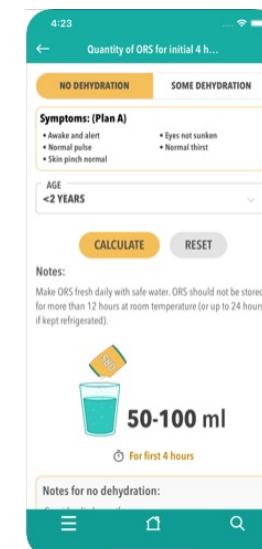 4:23
Quantity of ORS for initial 4 h...
NO DEHYDRATION
SOME DEHYDRATION
Symptoms: (Plan A)
• Awake and alert
• Eyes not sunken
• Normal pulse
• Normal thirst
• Skin pinch normal
AGE
<2 YEARS
CALCULATE
RESET
Notes:
Make ORS fresh daily with safe water. ORS should not be stored
for more than 12 hours at room temperature (or up to 24 hours
if kept refrigerated).
ORS
50-100 ml
For first 4 hours
Notes for no dehydration: